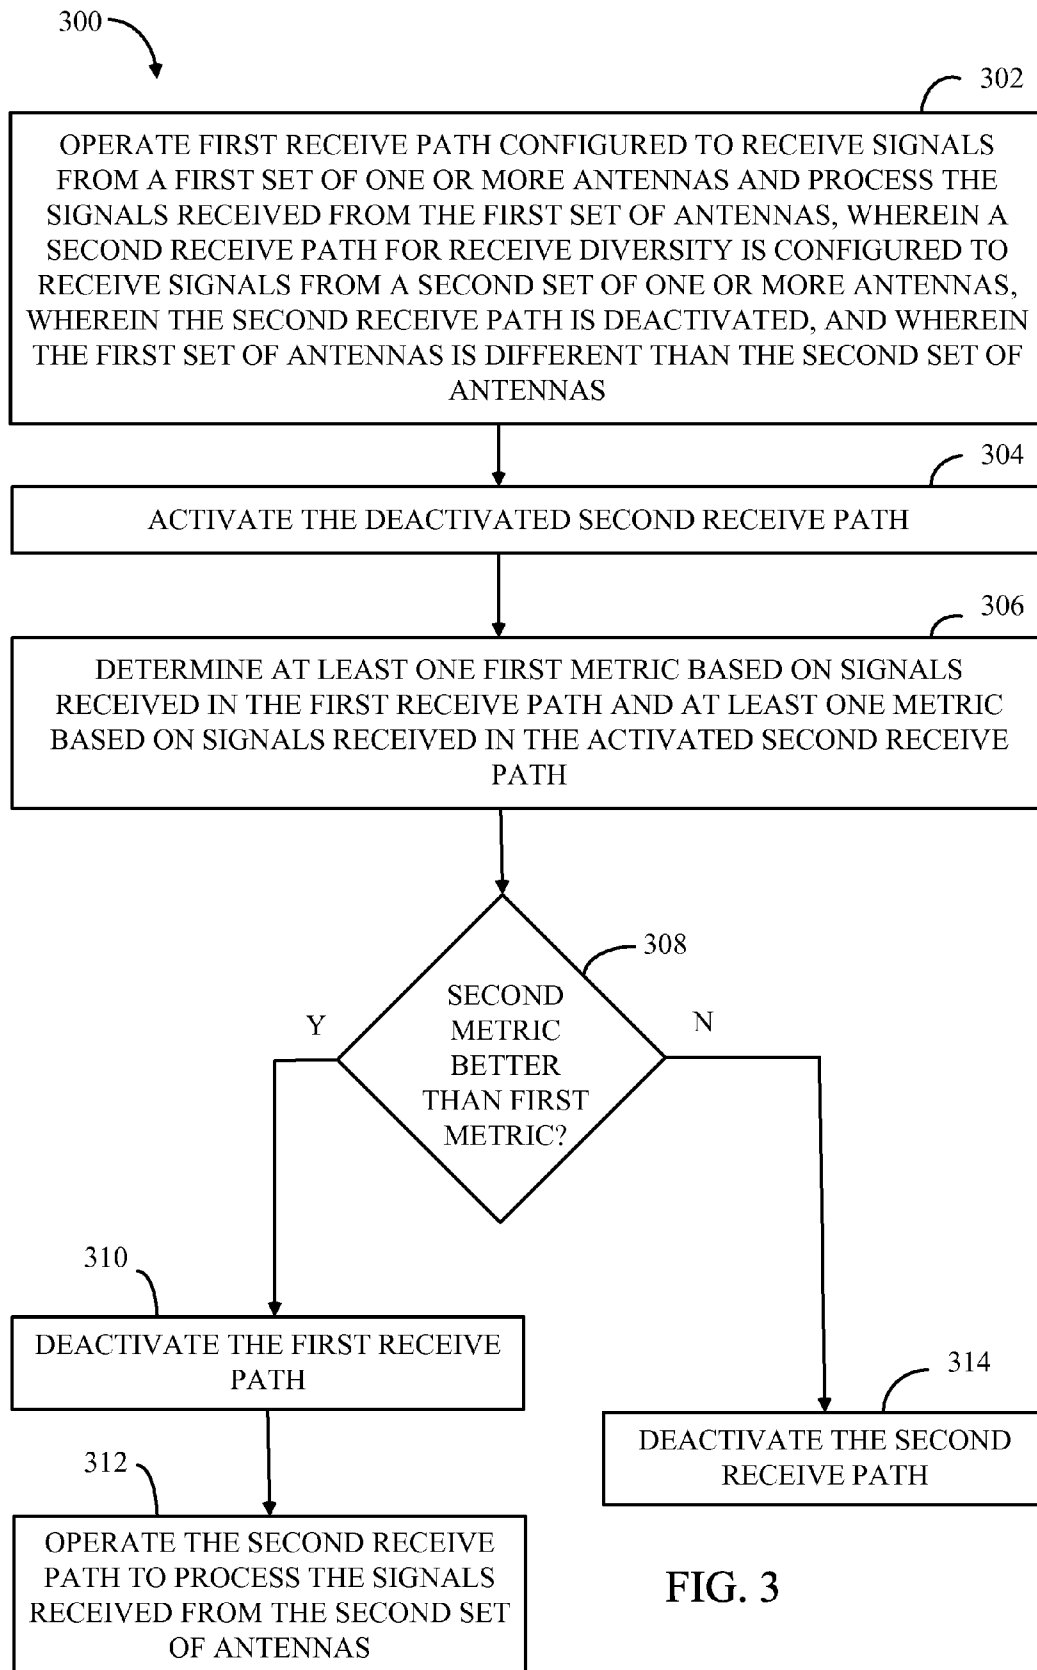 300
302
OPERATE FIRST RECEIVE PATH CONFIGURED TO RECEIVE SIGNALS
FROM A FIRST SET OF ONE OR MORE ANTENNAS AND PROCESS THE
SIGNALS RECEIVED FROM THE FIRST SET OF ANTENNAS, WHEREIN A
SECOND RECEIVE PATH FOR RECEIVE DIVERSITY IS CONFIGURED TO
RECEIVE SIGNALS FROM A SECOND SET OF ONE OR MORE ANTENNAS,
WHEREIN THE SECOND RECEIVE PATH IS DEACTIVATED, AND WHEREIN
THE FIRST SET OF ANTENNAS IS DIFFERENT THAN THE SECOND SET OF
ANTENNAS
304
ACTIVATE THE DEACTIVATED SECOND RECEIVE PATH
306
DETERMINE AT LEAST ONE FIRST METRIC BASED ON SIGNALS
RECEIVED IN THE FIRST RECEIVE PATH AND AT LEAST ONE METRIC
BASED ON SIGNALS RECEIVED IN THE ACTIVATED SECOND RECEIVE
PATH
308
SECOND
METRIC
BETTER
THAN FIRST
METRIC?
Y
N
310
DEACTIVATE THE FIRST RECEIVE
PATH
314
DEACTIVATE THE SECOND
RECEIVE PATH
312
OPERATE THE SECOND RECEIVE
PATH TO PROCESS THE SIGNALS
RECEIVED FROM THE SECOND SET
OF ANTENNAS
FIG. 3